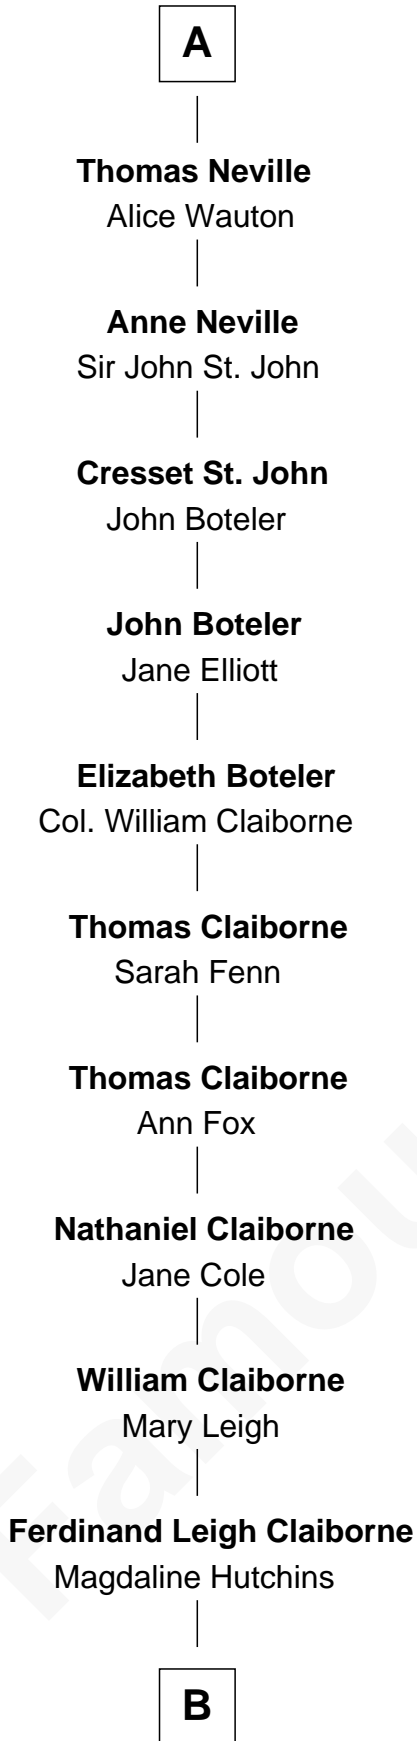 A
Thomas Neville
Alice Wauton
Anne Neville
Sir John St. John
Cresset St. John
John Boteler
John Boteler
Jane Elliott
Elizabeth Boteler
Col. William Claiborne
Thomas Claiborne
Sarah Fenn
Thomas Claiborne
Ann Fox
Nathaniel Claiborne
Jane Cole
William Claiborne
Mary Leigh
Ferdinand Leigh Claiborne
Magdaline Hutchins
B
Famou